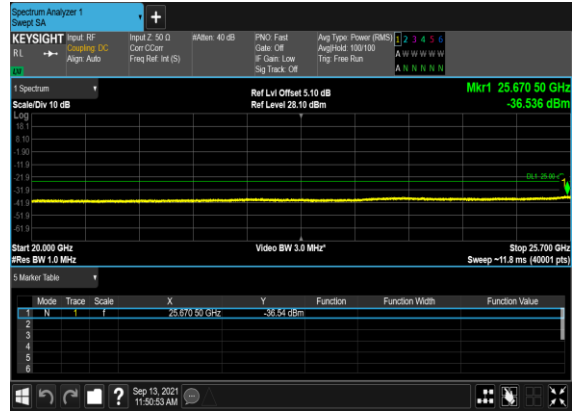 Spectrum Analyzer 1
Swept SA
+
KEYSIGHT Input: RF Input Z: 50 Ω #Atten: 40 dB PNO: Fast Avg Type: Power (RMS) 1 2 3 4 5 6
RL Coupling: DC Corr CCorr Gate: Off Avg|Hold: 100/100 A W W W W W
Align: Auto Freq Ref: Int (S) IF Gain: Low Trig: Free Run
Sig Track: Off A N N N N N
1 Spectrum Ref Lvl Offset 5.10 dB Mkr1 25.670 50 GHz
Scale/Div 10 dB Ref Level 28.10 dBm -36.536 dBm
Log
18.1
8.10
-1.90
-11.9
-21.9
-31.9
-41.9
-51.9
-61.9
1
Start 20.000 GHz Video BW 3.0 MHz* Stop 25.700 GHz
#Res BW 1.0 MHz Sweep ~11.8 ms (40001 pts)
5 Marker Table
Mode Trace Scale X Y Function Function Width Function Value
1 N 1 f 25.670 50 GHz -36.54 dBm
2
3
4
5
6
? Sep 13, 2021
11:50:53 AM